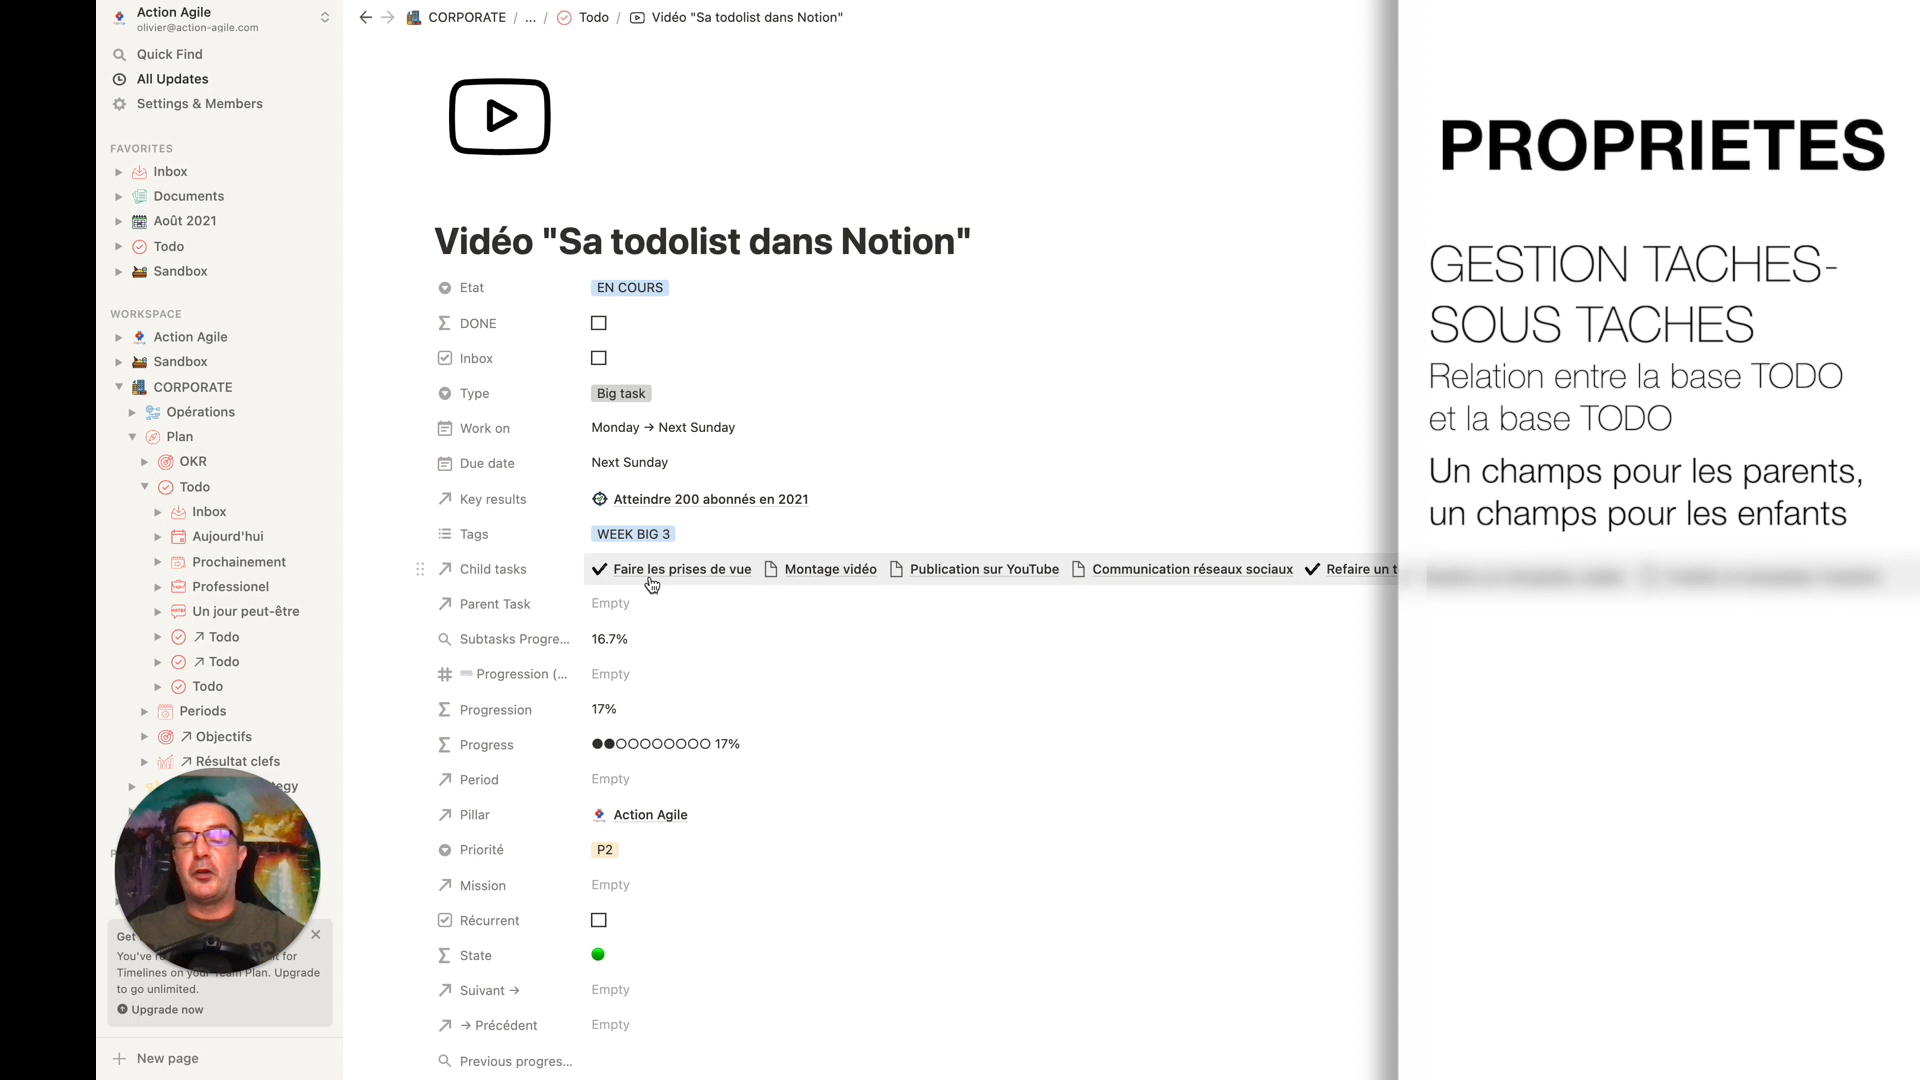 Action Agile
olivier@action-agile.com
Quick Find
All Updates
Settings & Members
FAVORITES
Inbox
Documents
Août 2021
Todo
Sandbox
WORKSPACE
Action Agile
Sandbox
CORPORATE
Opérations
Plan
OKR
Todo
Inbox
Aujourd'hui
Prochainement
Professionel
Un jour peut-être
↗ Todo
↗ Todo
Todo
Periods
↗ Objectifs
↗ Résultat clefs
Get
for
Timelines on your Team Plan. Upgrade
to go unlimited.
Upgrade now
New page
CORPORATE / ... / Todo / Vidéo "Sa todolist dans Notion"
Vidéo "Sa todolist dans Notion"
Etat EN COURS
DONE
Inbox
Type Big task
Work on Monday → Next Sunday
Due date Next Sunday
Key results Atteindre 200 abonnés en 2021
Tags WEEK BIG 3
Child tasks Faire les prises de vue Montage vidéo Publication sur YouTube Communication réseaux sociaux Refaire un t
Parent Task Empty
Subtasks Progre... 16.7%
Progression (... Empty
Progression 17%
Progress ●●○○○○○○○○ 17%
Period Empty
Pillar Action Agile
Priorité P2
Mission Empty
Récurrent
State
Suivant → Empty
→ Précédent Empty
Previous progres...
PROPRIETES
GESTION TACHES-
SOUS TACHES
Relation entre la base TODO
et la base TODO
Un champs pour les parents,
un champs pour les enfants